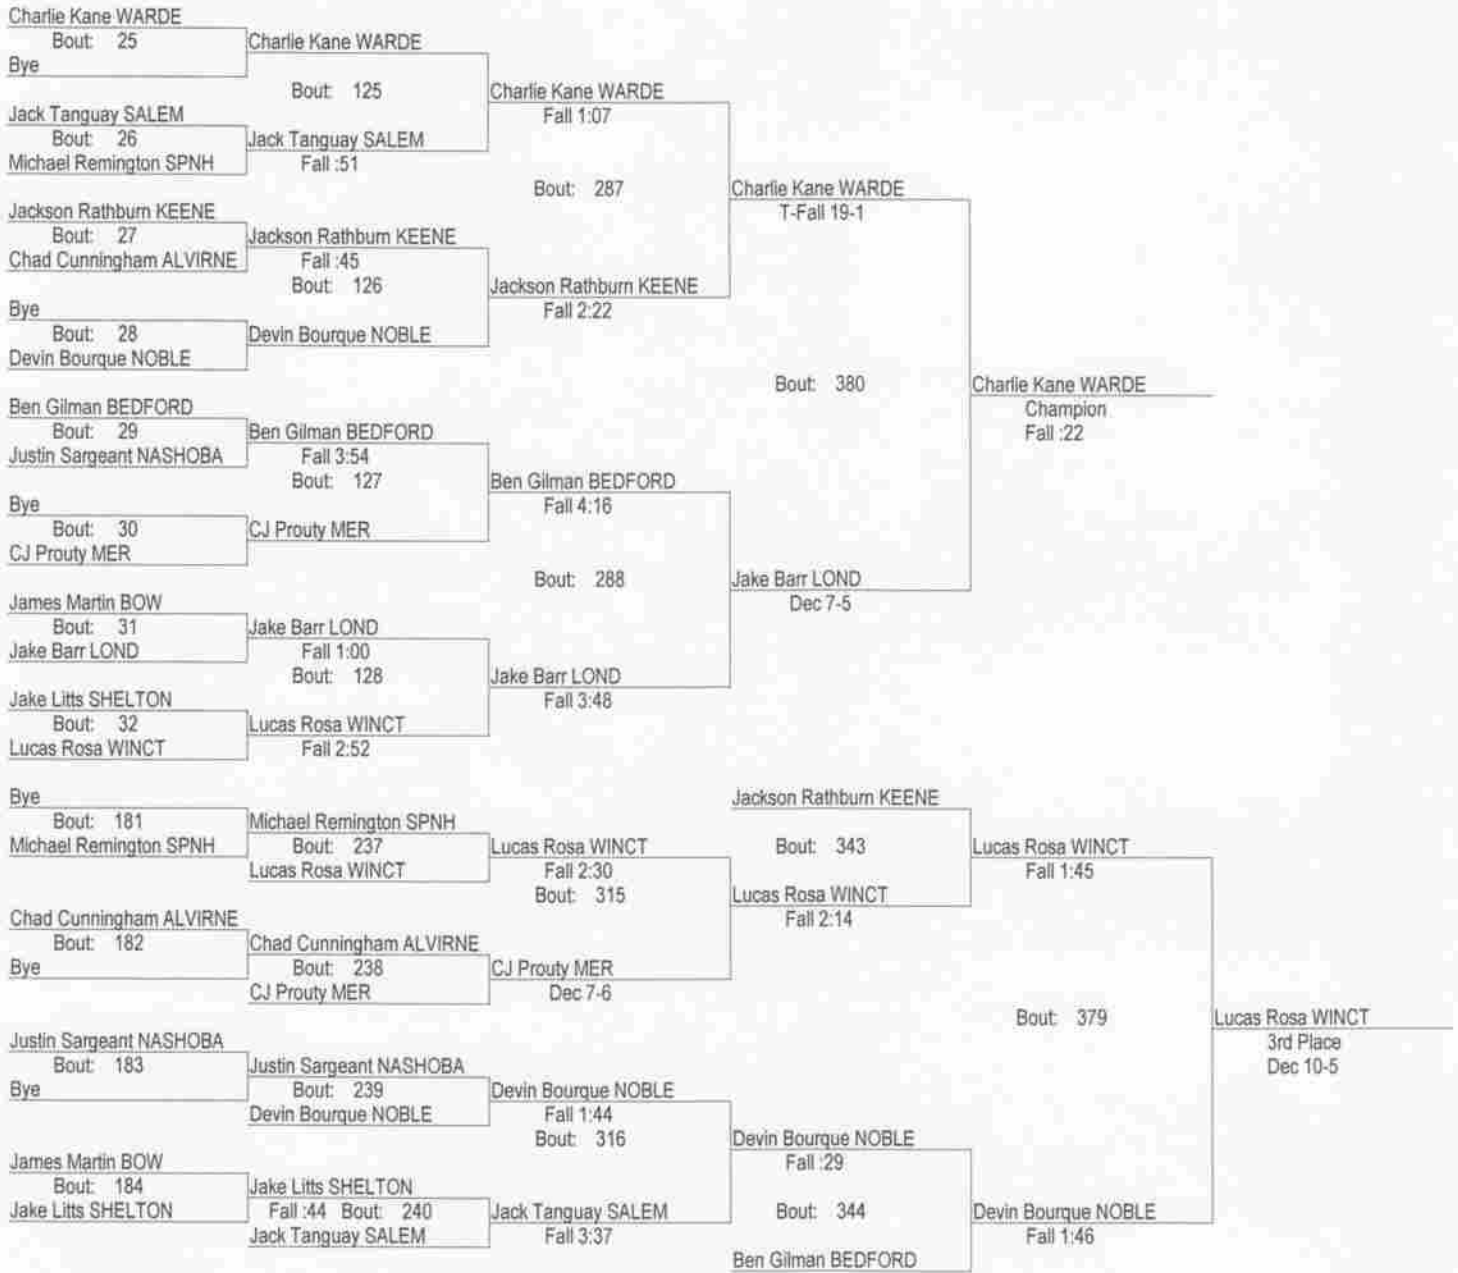 Charlie Kane WARDE
Bout: 25
Bye
Charlie Kane WARDE
Bout: 125
Jack Tanguay SALEM
Bout: 26
Michael Remington SPNH
Jack Tanguay SALEM
Fall :51
Charlie Kane WARDE
Fall 1:07
Bout: 287
Jackson Rathburn KEENE
Bout: 27
Chad Cunningham ALVIRNE
Jackson Rathburn KEENE
Fall :45
Bout: 126
Bye
Bout: 28
Devin Bourque NOBLE
Devin Bourque NOBLE
Jackson Rathburn KEENE
Fall 2:22
Charlie Kane WARDE
T-Fall 19-1
Bout: 380
Ben Gilman BEDFORD
Bout: 29
Justin Sargeant NASHOBA
Ben Gilman BEDFORD
Fall 3:54
Bout: 127
Bye
Bout: 30
CJ Prouty MER
CJ Prouty MER
Ben Gilman BEDFORD
Fall 4:16
Bout: 288
James Martin BOW
Bout: 31
Jake Barr LOND
Jake Barr LOND
Fall 1:00
Bout: 128
Jake Litts SHELTON
Bout: 32
Lucas Rosa WINCT
Lucas Rosa WINCT
Fall 2:52
Jake Barr LOND
Fall 3:48
Jake Barr LOND
Dec 7-5
Charlie Kane WARDE
Champion
Fall :22
Bye
Bout: 181
Michael Remington SPNH
Michael Remington SPNH
Bout: 237
Lucas Rosa WINCT
Lucas Rosa WINCT
Fall 2:30
Bout: 315
Chad Cunningham ALVIRNE
Bout: 182
Bye
Chad Cunningham ALVIRNE
Bout: 238
CJ Prouty MER
CJ Prouty MER
Dec 7-6
Jackson Rathburn KEENE
Bout: 343
Lucas Rosa WINCT
Fall 2:14
Lucas Rosa WINCT
Fall 1:45
Bout: 379
Justin Sargeant NASHOBA
Bout: 183
Bye
Justin Sargeant NASHOBA
Bout: 239
Devin Bourque NOBLE
Devin Bourque NOBLE
Fall 1:44
Bout: 316
James Martin BOW
Bout: 184
Jake Litts SHELTON
Jake Litts SHELTON
Fall :44 Bout: 240
Jack Tanguay SALEM
Jack Tanguay SALEM
Fall 3:37
Devin Bourque NOBLE
Fall :29
Bout: 344
Ben Gilman BEDFORD
Devin Bourque NOBLE
Fall 1:46
Lucas Rosa WINCT
3rd Place
Dec 10-5